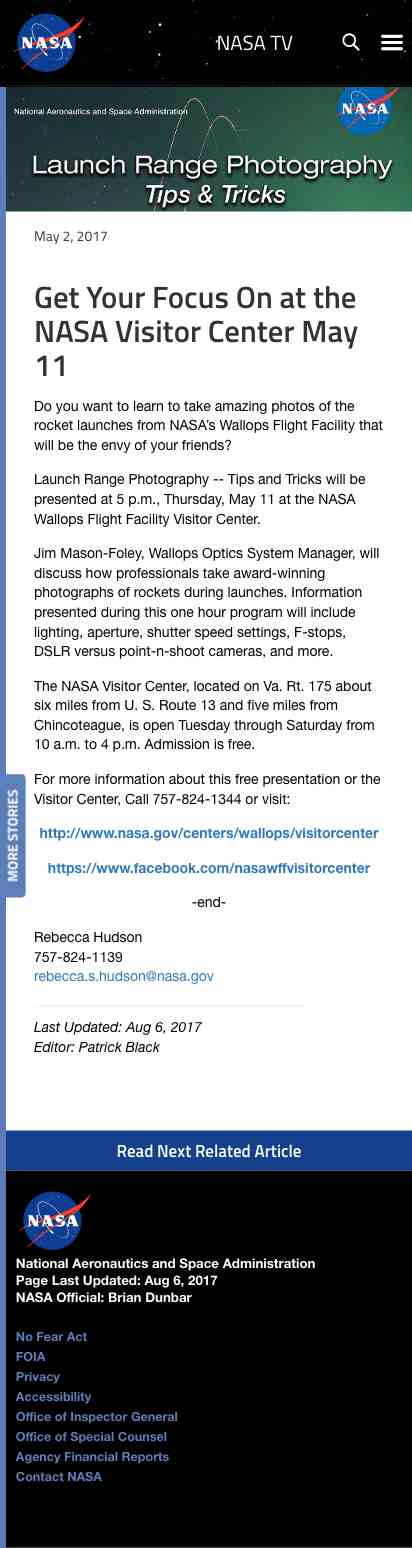 NASA
NASA TV
National Aeronautics and Space Administration
NASA
Launch Range Photography
Tips & Tricks
May 2, 2017
Get Your Focus On at the
NASA Visitor Center May
11
Do you want to learn to take amazing photos of the
rocket launches from NASA's Wallops Flight Facility that
will be the envy of your friends?
Launch Range Photography -- Tips and Tricks will be
presented at 5 p.m., Thursday, May 11 at the NASA
Wallops Flight Facility Visitor Center.
Jim Mason-Foley, Wallops Optics System Manager, will
discuss how professionals take award-winning
photographs of rockets during launches. Information
presented during this one hour program will include
lighting, aperture, shutter speed settings, F-stops,
DSLR versus point-n-shoot cameras, and more.
The NASA Visitor Center, located on Va. Rt. 175 about
six miles from U. S. Route 13 and five miles from
Chincoteague, is open Tuesday through Saturday from
10 a.m. to 4 p.m. Admission is free.
For more information about this free presentation or the
Visitor Center, Call 757-824-1344 or visit:
MORE STORIES
http://www.nasa.gov/centers/wallops/visitorcenter
https://www.facebook.com/nasawffvisitorcenter
-end-
Rebecca Hudson
757-824-1139
rebecca.s.hudson@nasa.gov
Last Updated: Aug 6, 2017
Editor: Patrick Black
Read Next Related Article
NASA
National Aeronautics and Space Administration
Page Last Updated: Aug 6, 2017
NASA Official: Brian Dunbar
No Fear Act
FOIA
Privacy
Accessibility
Office of Inspector General
Office of Special Counsel
Agency Financial Reports
Contact NASA